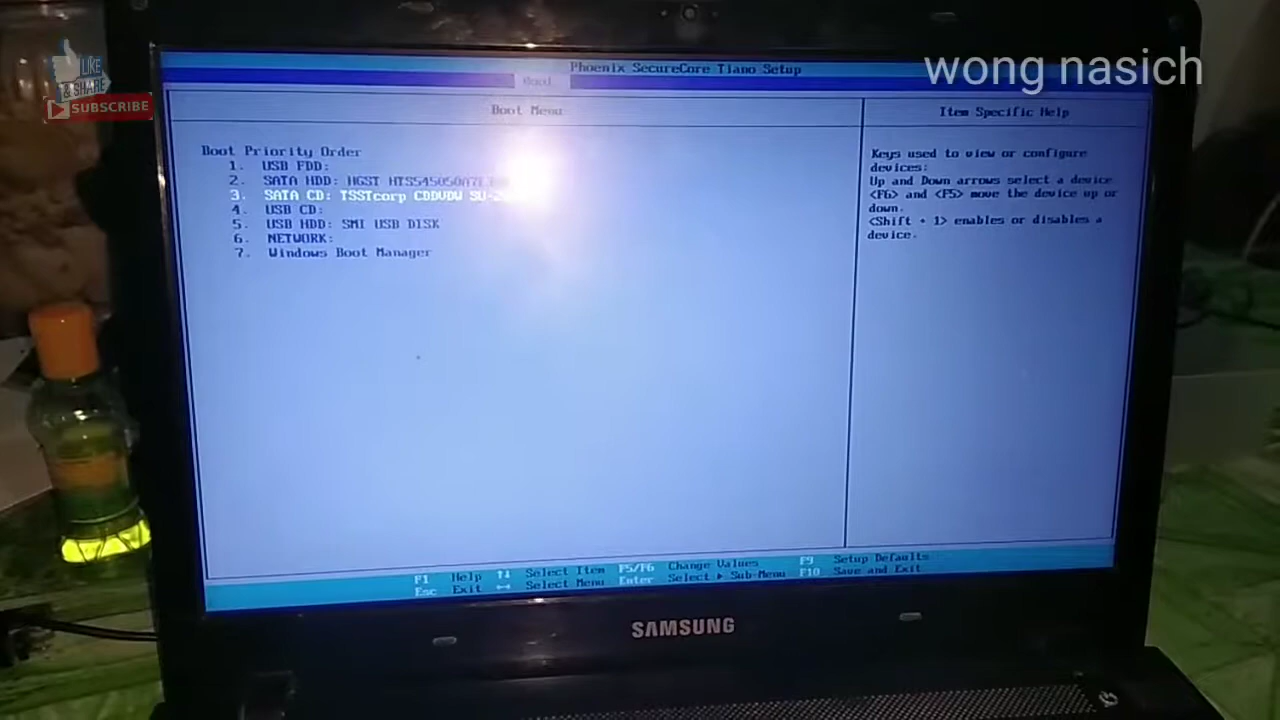 LIKE
& SHARE
SUBSCRIBE
wong nasich
Phoenix SecureCore Tiano Setup
Boot
Boot Menu
Item Specific Help
Boot Priority Order
1. USB FDD:
2. SATA HDD: HGST
3. SATA CD: TSSTcorp CDDVDW
4. USB CD:
5. USB HDD: SMI USB DISK
6. NETWORK:
7. Windows Boot Manager
Keys used to view or configure
devices:
Up and Down arrows select a device
<F6> and <F5> move the device up or
down.
<Shift + 1> enables or disables a
device.
F1 Help ↑↓ Select Item F5/F6 Change Values F9 Setup Defaults
Esc Exit ↔ Select Menu Enter Select ▶ Sub-Menu F10 Save and Exit
SAMSUNG